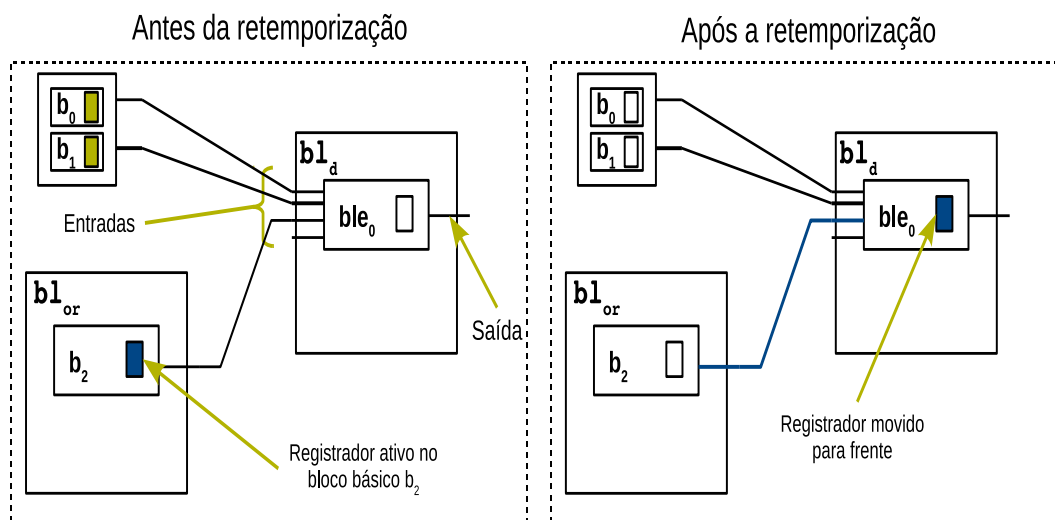 Antes da retemporização
b0
b1
bld
Entradas
ble0
blor
Saída
b2
Registrador ativo no
bloco básico b2
Após a retemporização
b0
b1
bld
ble0
blor
b2
Registrador movido
para frente